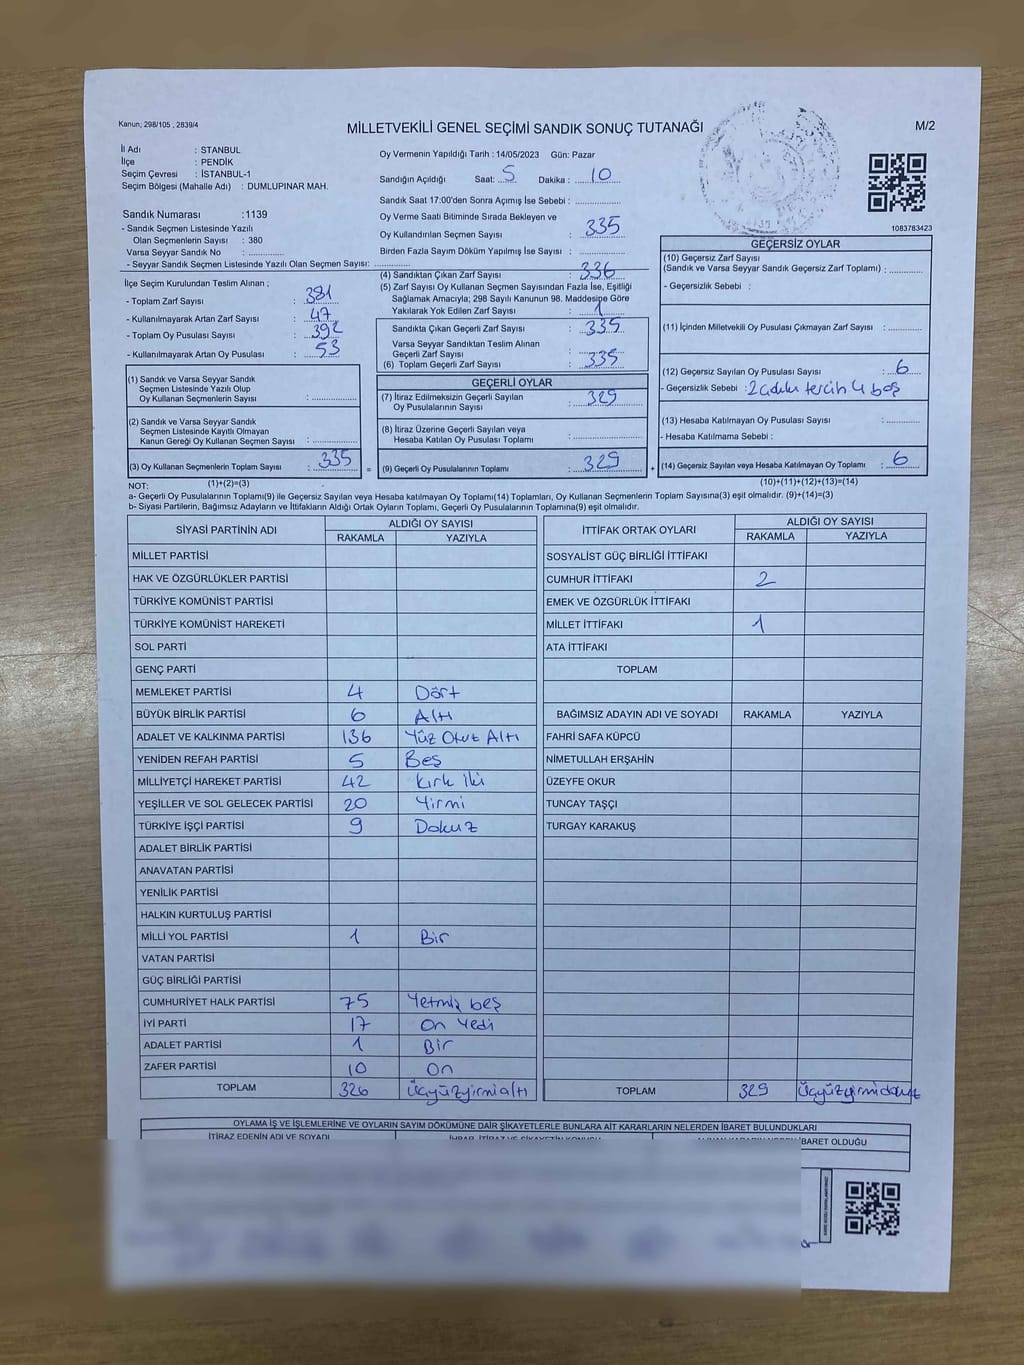 Kanun; 298/105 , 2839/4
MİLLETVEKİLİ GENEL SEÇİMİ SANDIK SONUÇ TUTANAĞI
M/2
İl Adı : STANBUL
İlçe : PENDİK
Seçim Çevresi : İSTANBUL-1
Seçim Bölgesi (Mahalle Adı) : DUMLUPINAR MAH.
Sandık Numarası : 1139
- Sandık Seçmen Listesinde Yazılı
Olan Seçmenlerin Sayısı : 380
Varsa Seyyar Sandık No :
- Seyyar Sandık Seçmen Listesinde Yazılı Olan Seçmen Sayısı:
İlçe Seçim Kurulundan Teslim Alınan ;
- Toplam Zarf Sayısı : 381
- Kullanılmayarak Artan Zarf Sayısı : 47
- Toplam Oy Pusulası Sayısı : 392
- Kullanılmayarak Artan Oy Pusulası : 53
Oy Vermenin Yapıldığı Tarih : 14/05/2023 Gün: Pazar
Sandığın Açıldığı Saat: 5 Dakika : 10
Sandık Saat 17:00'den Sonra Açımış İse Sebebi :
Oy Verme Saati Bitiminde Sırada Bekleyen ve
Oy Kullandırılan Seçmen Sayısı : 335
Birden Fazla Sayım Döküm Yapılmış İse Sayısı :
(4) Sandıktan Çıkan Zarf Sayısı : 336
(5) Zarf Sayısı Oy Kullanan Seçmen Sayısından Fazla İse, Eşitliği
Sağlamak Amacıyla; 298 Sayılı Kanunun 98. Maddesine Göre
Yakılarak Yok Edilen Zarf Sayısı : 1
Sandıkta Çıkan Geçerli Zarf Sayısı : 335
Varsa Seyyar Sandıktan Teslim Alınan
Geçerli Zarf Sayısı :
(6) Toplam Geçerli Zarf Sayısı : 335
1083783423
GEÇERSİZ OYLAR
(10) Geçersiz Zarf Sayısı
(Sandık ve Varsa Seyyar Sandık Geçersiz Zarf Toplamı) :
- Geçersizlik Sebebi :
(11) İçinden Milletvekili Oy Pusulası Çıkmayan Zarf Sayısı :
(12) Geçersiz Sayılan Oy Pusulası Sayısı : 6
- Geçersizlik Sebebi : 2 adedi tercih 4 boş
(13) Hesaba Katılmayan Oy Pusulası Sayısı :
- Hesaba Katılmama Sebebi :
(14) Geçersiz Sayılan veya Hesaba Katılmayan Oy Toplamı : 6
(1) Sandık ve Varsa Seyyar Sandık
Seçmen Listesinde Yazılı Olup
Oy Kullanan Seçmenlerin Sayısı :
(2) Sandık ve Varsa Seyyar Sandık
Seçmen Listesinde Kayıtlı Olmayan
Kanun Gereği Oy Kullanan Seçmen Sayısı :
(3) Oy Kullanan Seçmenlerin Toplam Sayısı : 335
=
GEÇERLİ OYLAR
(7) İtiraz Edilmeksizin Geçerli Sayılan
Oy Pusulalarının Sayısı : 329
(8) İtiraz Üzerine Geçerli Sayılan veya
Hesaba Katılan Oy Pusulası Toplamı :
(9) Geçerli Oy Pusulalarının Toplamı : 329
+
NOT: (1)+(2)=(3)
(10)+(11)+(12)+(13)=(14)
a- Geçerli Oy Pusulalarının Toplamı(9) ile Geçersiz Sayılan veya Hesaba katılmayan Oy Toplamı(14) Toplamları, Oy Kullanan Seçmenlerin Toplam Sayısına(3) eşit olmalıdır. (9)+(14)=(3)
b- Siyasi Partilerin, Bağımsız Adayların ve İttifakların Aldığı Ortak Oyların Toplamı, Geçerli Oy Pusulalarının Toplamına(9) eşit olmalıdır.
SİYASİ PARTİNİN ADI ALDIĞI OY SAYISI
RAKAMLA YAZIYLA
MİLLET PARTİSİ
HAK VE ÖZGÜRLÜKLER PARTİSİ
TÜRKİYE KOMÜNİST PARTİSİ
TÜRKİYE KOMÜNİST HAREKETİ
SOL PARTİ
GENÇ PARTİ
MEMLEKET PARTİSİ 4 Dört
BÜYÜK BİRLİK PARTİSİ 6 Altı
ADALET VE KALKINMA PARTİSİ 136 Yüz Otuz Altı
YENİDEN REFAH PARTİSİ 5 Beş
MİLLİYETÇİ HAREKET PARTİSİ 42 Kırk iki
YEŞİLLER VE SOL GELECEK PARTİSİ 20 Yirmi
TÜRKİYE İŞÇİ PARTİSİ 9 Dokuz
ADALET BİRLİK PARTİSİ
ANAVATAN PARTİSİ
YENİLİK PARTİSİ
HALKIN KURTULUŞ PARTİSİ
MİLLİ YOL PARTİSİ 1 Bir
VATAN PARTİSİ
GÜÇ BİRLİĞİ PARTİSİ
CUMHURİYET HALK PARTİSİ 75 Yetmiş beş
İYİ PARTİ 17 On Yedi
ADALET PARTİSİ 1 Bir
ZAFER PARTİSİ 10 On
TOPLAM 326 Üçyüzyirmialtı
İTTİFAK ORTAK OYLARI ALDIĞI OY SAYISI
RAKAMLA YAZIYLA
SOSYALİST GÜÇ BİRLİĞİ İTTİFAKI
CUMHUR İTTİFAKI 2
EMEK VE ÖZGÜRLÜK İTTİFAKI
MİLLET İTTİFAKI 1
ATA İTTİFAKI
TOPLAM
BAĞIMSIZ ADAYIN ADI VE SOYADI RAKAMLA YAZIYLA
FAHRİ SAFA KÜPCÜ
NİMETULLAH ERŞAHİN
ÜZEYFE OKUR
TUNCAY TAŞÇI
TURGAY KARAKUŞ
TOPLAM 329
OYLAMA İŞ VE İŞLEMLERİNE VE OYLARIN SAYIM DÖKÜMÜNE DAİR ŞİKAYETLERLE BUNLARA AİT KARARLARIN NELERDEN İBARET BULUNDUKLARI
İTİRAZ EDENİN ADI VE SOYADI
İBARET OLDUĞU